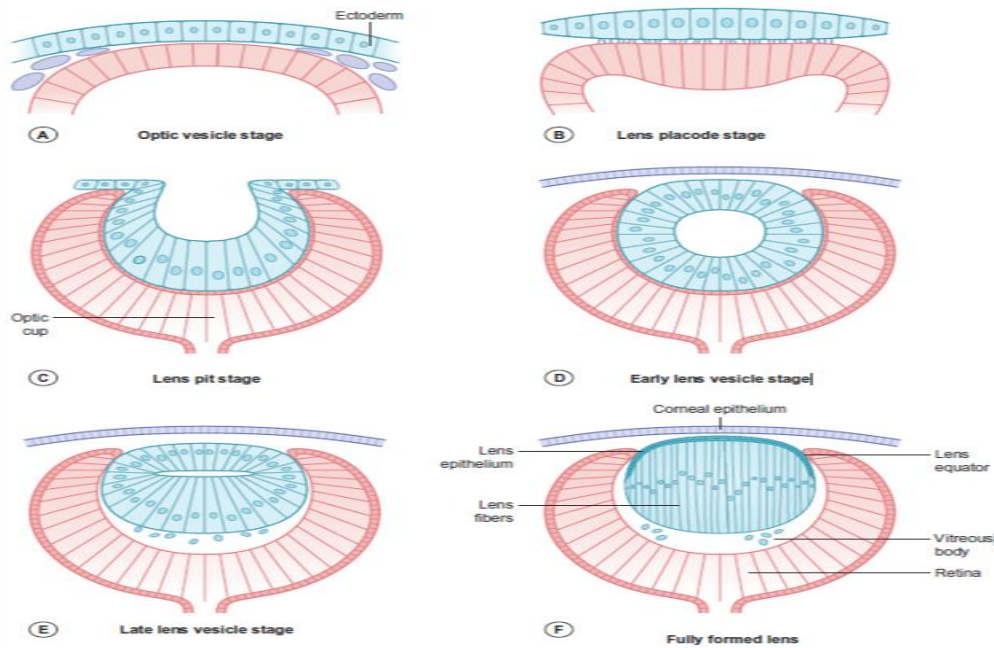 Ectoderm
A
Optic vesicle stage
B
Lens placode stage
Optic
cup
C
Lens pit stage
D
Early lens vesicle stage
Corneal epithelium
Lens
epithelium
Lens
equator
Lens
fibers
Vitreous
body
Retina
E
Late lens vesicle stage
F
Fully formed lens